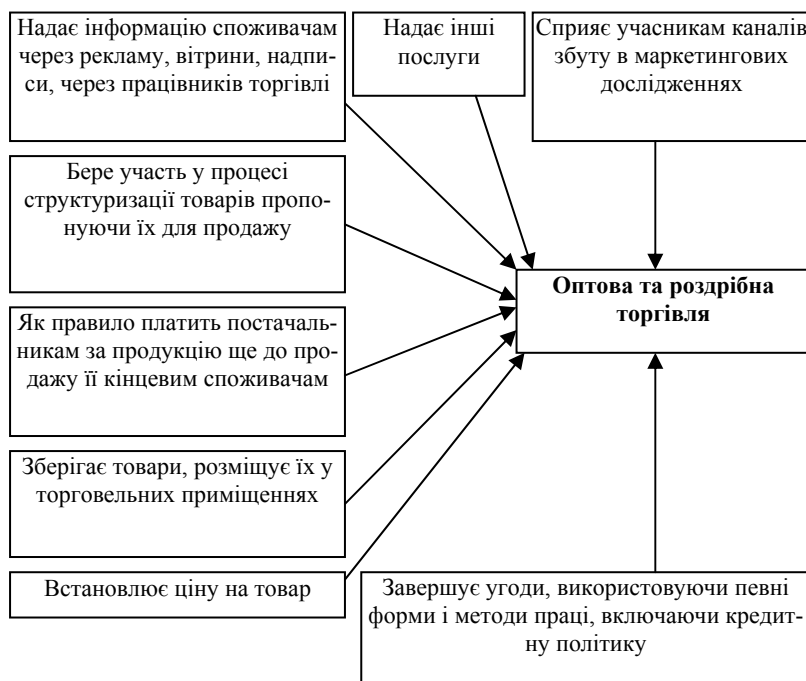 Надає інформацію споживачам
через рекламу, вітрини, надпи-
си, через працівників торгівлі
Надає інші
послуги
Сприяє учасникам каналів
збуту в маркетингових
дослідженнях
Бере участь у процесі
структуризації товарів пропо-
нуючи їх для продажу
Оптова та роздрібна
торгівля
Як правило платить постачаль-
никам за продукцію ще до про-
дажу її кінцевим споживачам
Зберігає товари, розміщує їх у
торговельних приміщеннях
Встановлює ціну на товар
Завершує угоди, використовуючи певні
форми і методи праці, включаючи кредит-
ну політику